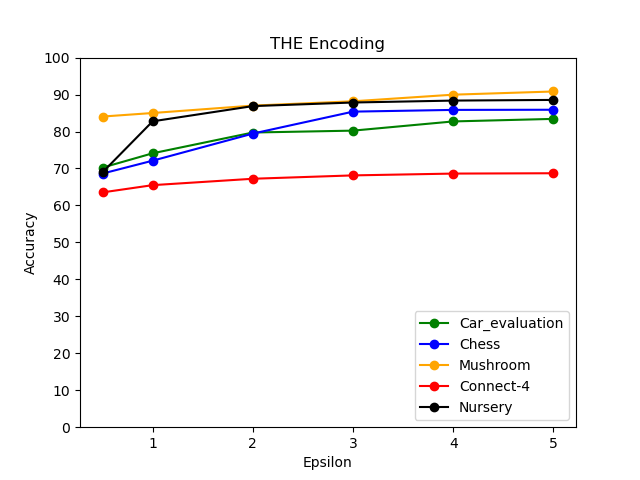 THE Encoding
100
90
80
70
60
50
40
30
20
10
0
Accuracy
1 2 3 4 5
Epsilon
Car_evaluation
Chess
Mushroom
Connect-4
Nursery